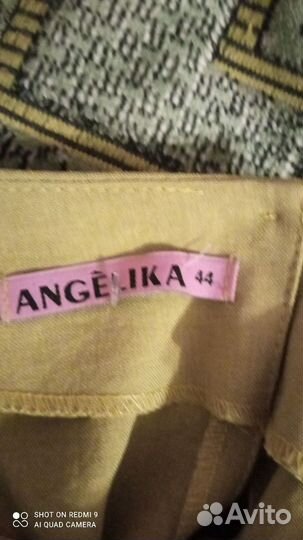 ANGÈLIKA 44
SHOT ON REDMI 9
AI QUAD CAMERA
Avito